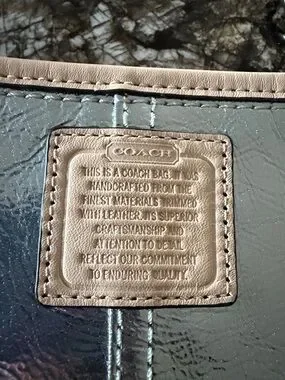 COACH
THIS IS A COACH BAG. IT WAS
HANDCRAFTED FROM THE
FINEST MATERIALS TRIMMED
WITH LEATHER. ITS SUPERIOR
CRAFTSMANSHIP AND
ATTENTION TO DETAIL
REFLECT OUR COMMITMENT
TO ENDURING QUALITY.